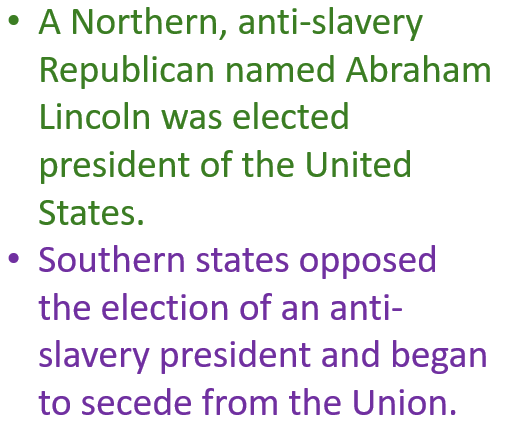 • A Northern, anti-slavery
Republican named Abraham
Lincoln was elected
president of the United
States.
• Southern states opposed
the election of an anti-
slavery president and began
to secede from the Union.